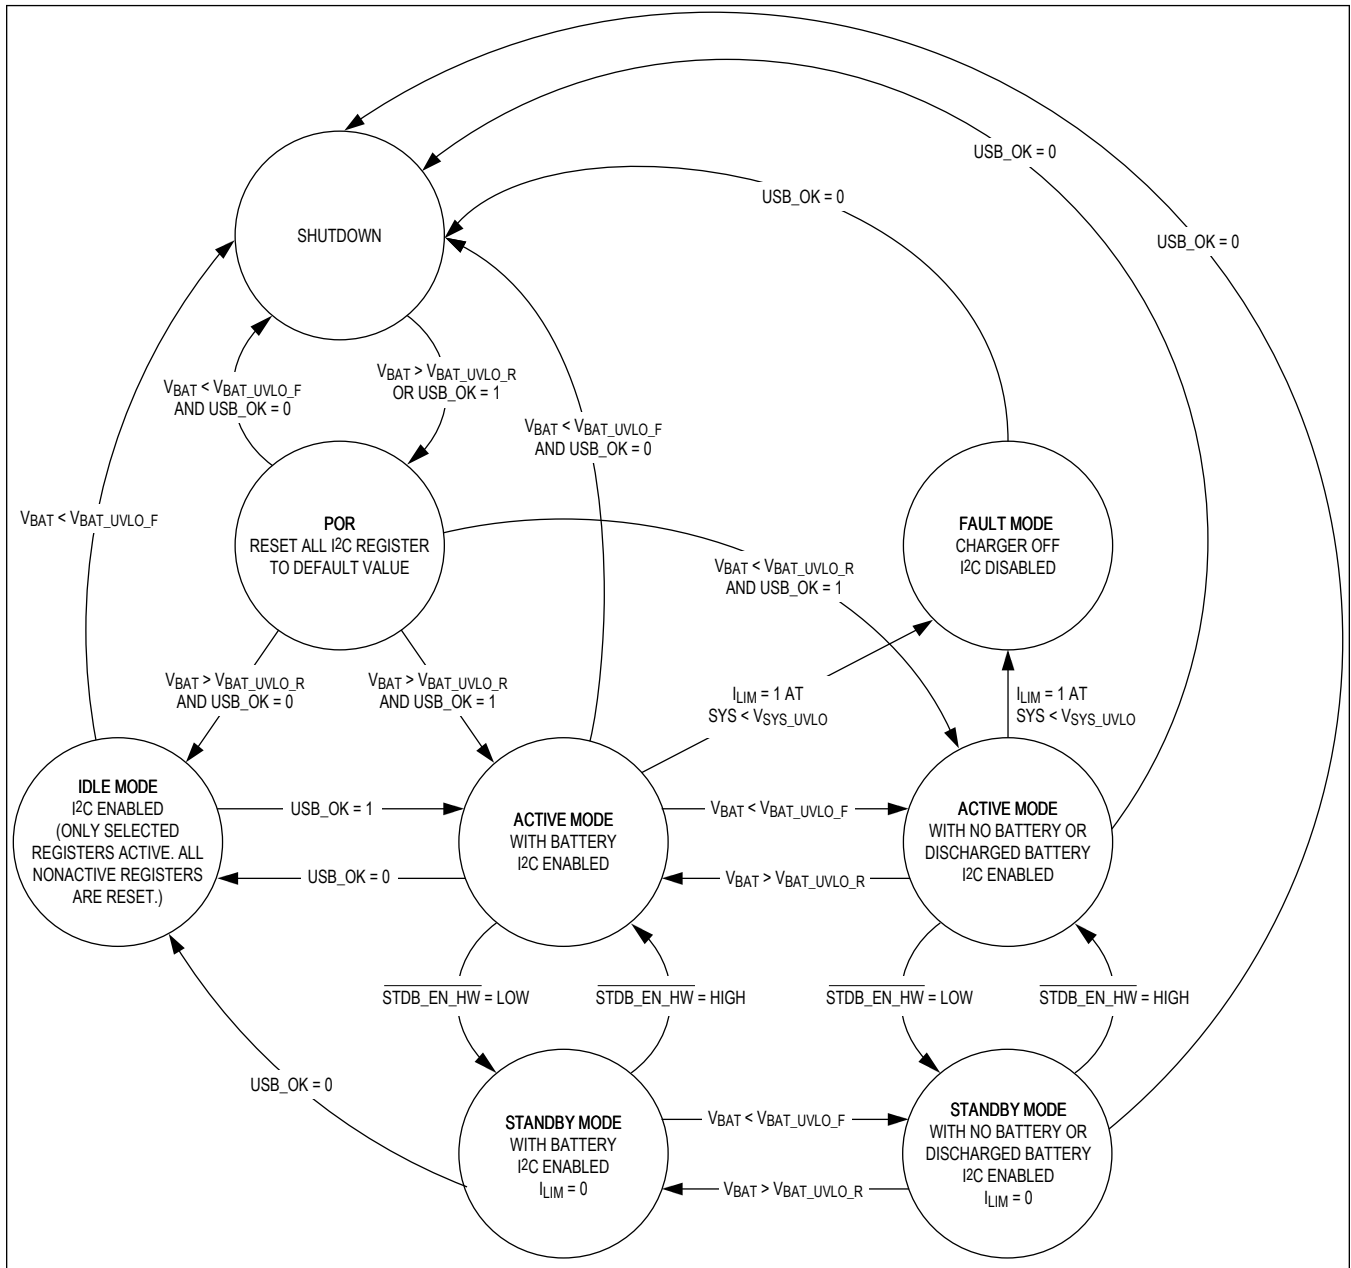 USB_OK = 0
USB_OK = 0
USB_OK = 0
SHUTDOWN
VBAT < VBAT_UVLO_F
AND USB_OK = 0
VBAT > VBAT_UVLO_R
OR USB_OK = 1
VBAT < VBAT_UVLO_F
AND USB_OK = 0
VBAT < VBAT_UVLO_F
POR
RESET ALL I2C REGISTER
TO DEFAULT VALUE
VBAT < VBAT_UVLO_R
AND USB_OK = 1
FAULT MODE
CHARGER OFF
I2C DISABLED
VBAT > VBAT_UVLO_R
AND USB_OK = 0
VBAT > VBAT_UVLO_R
AND USB_OK = 1
ILIM = 1 AT
SYS < VSYS_UVLO
ILIM = 1 AT
SYS < VSYS_UVLO
IDLE MODE
I2C ENABLED
(ONLY SELECTED
REGISTERS ACTIVE. ALL
NONACTIVE REGISTERS
ARE RESET.)
USB_OK = 1
USB_OK = 0
ACTIVE MODE
WITH BATTERY
I2C ENABLED
VBAT < VBAT_UVLO_F
VBAT > VBAT_UVLO_R
ACTIVE MODE
WITH NO BATTERY OR
DISCHARGED BATTERY
I2C ENABLED
STDB_EN_HW = LOW
STDB_EN_HW = HIGH
STDB_EN_HW = LOW
STDB_EN_HW = HIGH
USB_OK = 0
STANDBY MODE
WITH BATTERY
I2C ENABLED
ILIM = 0
VBAT < VBAT_UVLO_F
VBAT > VBAT_UVLO_R
STANDBY MODE
WITH NO BATTERY OR
DISCHARGED BATTERY
I2C ENABLED
ILIM = 0